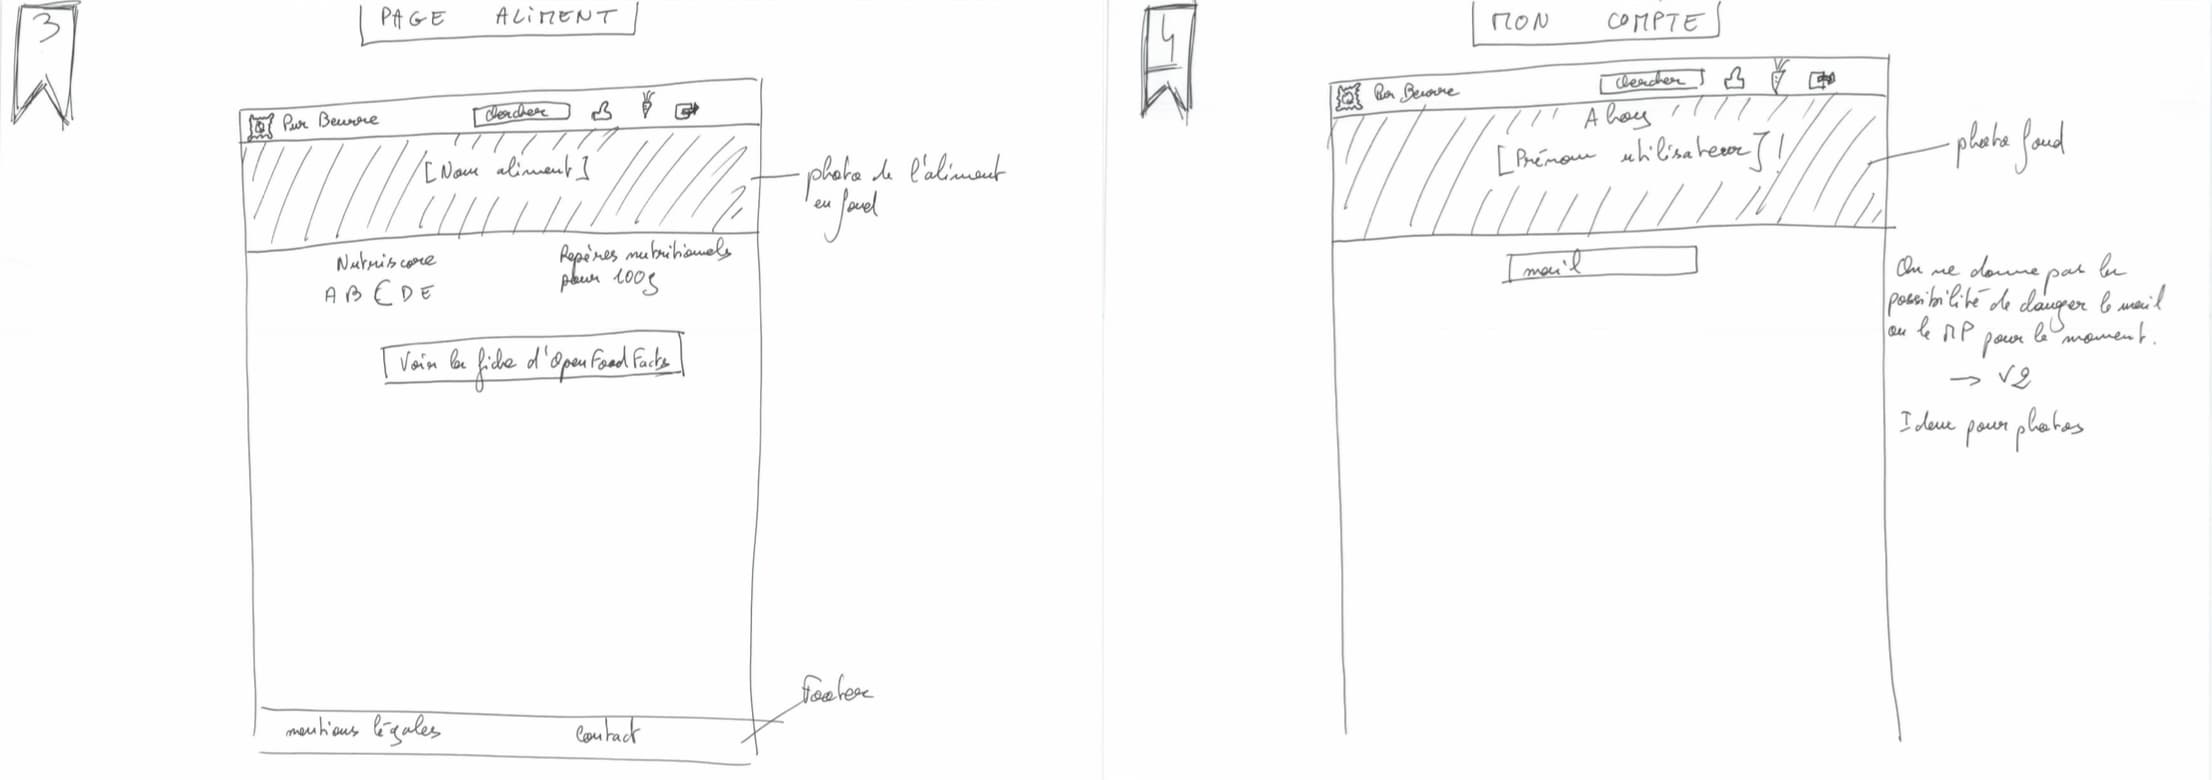 3
PAGE ALIMENT
Pur Beurre
chercher
[Nom aliment]
photo de l'aliment
en fond
Nutriscore
A B C D E
Repères nutritionnels
pour 100g
Voir la fiche d'OpenFoodFacts
Footer
mentions légales
Contact
4
MON COMPTE
Pur Beurre
chercher
Ahoy
[Prénom utilisateur] !
photo fond
mail
On ne donne pas la
possibilité de changer le mail
ou le MP pour le moment.
→ V2
Idem pour photos